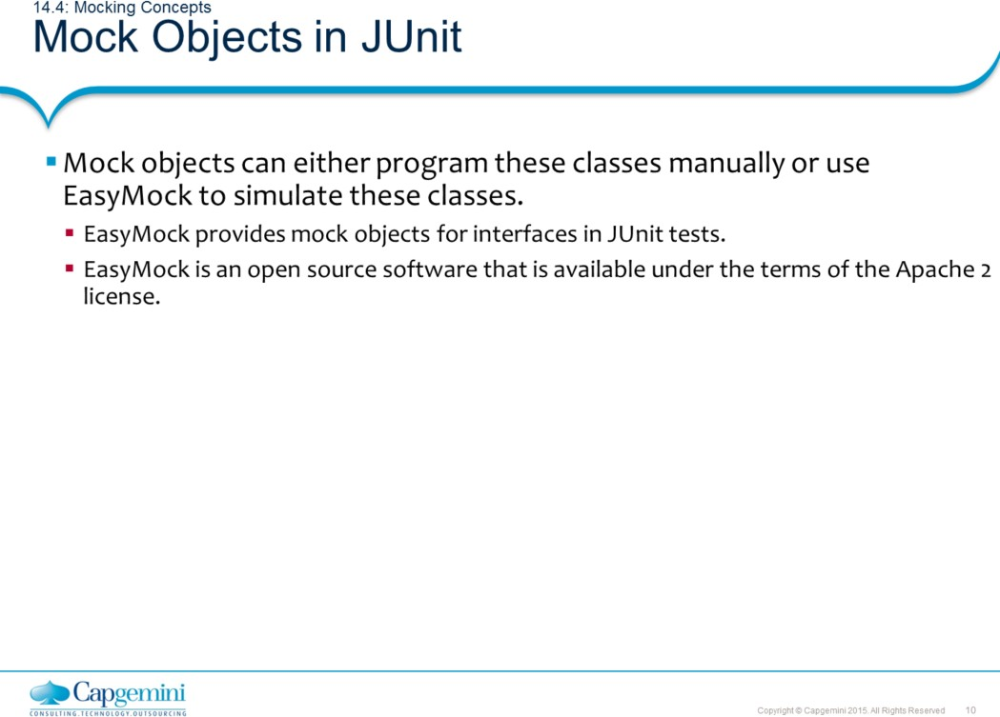 14.4: Mocking Concepts
Mock Objects in JUnit
Mock objects can either program these classes manually or use
EasyMock to simulate these classes.
EasyMock provides mock objects for interfaces in JUnit tests.
EasyMock is an open source software that is available under the terms of the Apache 2
license.
Capgemini
CONSULTING.TECHNOLOGY.OUTSOURCING
Copyright © Capgemini 2015. All Rights Reserved 10